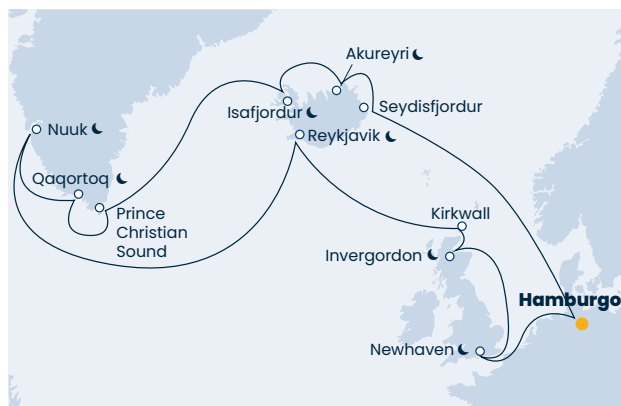 Akureyri
Isafjordur
Seydisfjordur
Nuuk
Reykjavik
Qaqortoq
Prince
Christian
Sound
Kirkwall
Invergordon
Hamburgo
Newhaven